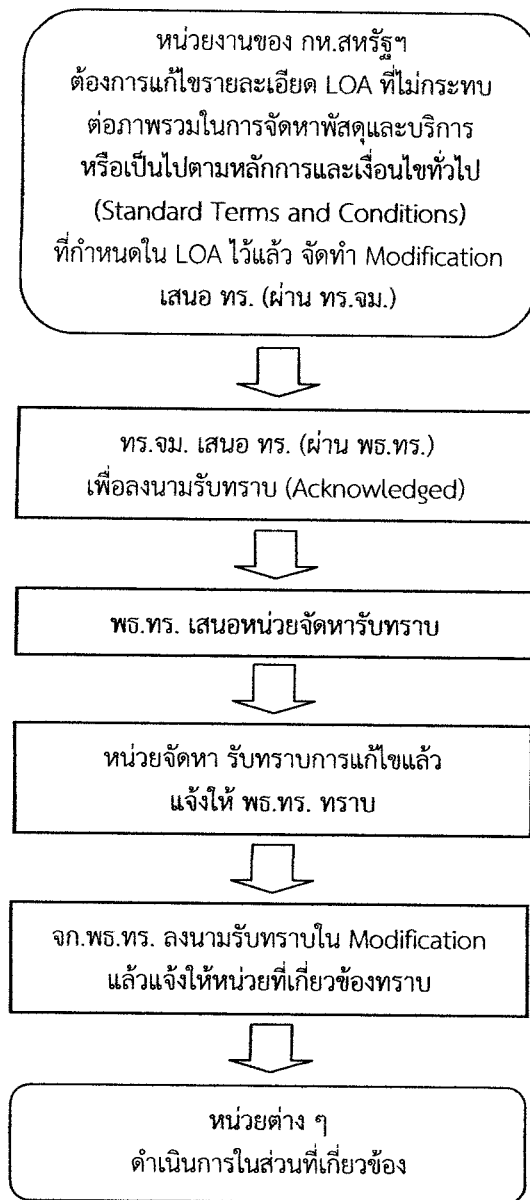 หน่วยงานของ กห.สหรัฐฯ
ต้องการแก้ไขรายละเอียด LOA ที่ไม่กระทบ
ต่อภาพรวมในการจัดหาพัสดุและบริการ
หรือเป็นไปตามหลักการและเงื่อนไขทั่วไป
(Standard Terms and Conditions)
ที่กำหนดใน LOA ไว้แล้ว จัดทำ Modification
เสนอ ทร. (ผ่าน ทร.จม.)
ทร.จม. เสนอ ทร. (ผ่าน พธ.ทร.)
เพื่อลงนามรับทราบ (Acknowledged)
พธ.ทร. เสนอหน่วยจัดหารับทราบ
หน่วยจัดหา รับทราบการแก้ไขแล้ว
แจ้งให้ พธ.ทร. ทราบ
จก.พธ.ทร. ลงนามรับทราบใน Modification
แล้วแจ้งให้หน่วยที่เกี่ยวข้องทราบ
หน่วยต่าง ๆ
ดำเนินการในส่วนที่เกี่ยวข้อง